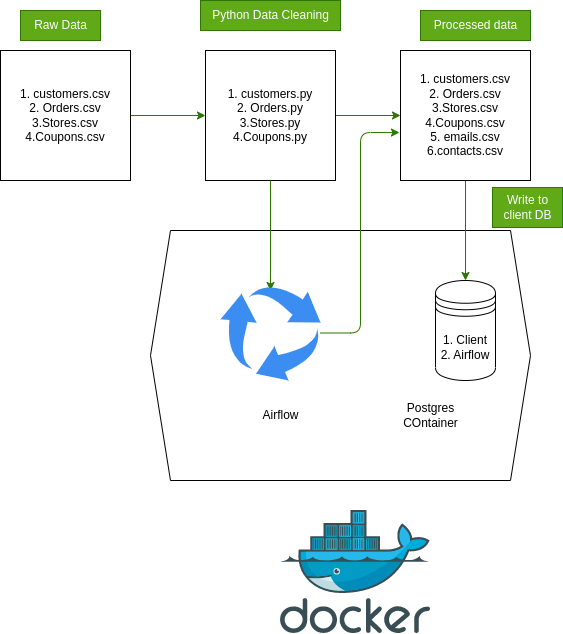 Raw Data
Python Data Cleaning
Processed data
1. customers.csv
2. Orders.csv
3.Stores.csv
4.Coupons.csv
1. customers.py
2. Orders.py
3.Stores.py
4.Coupons.py
1. customers.csv
2. Orders.csv
3.Stores.csv
4.Coupons.csv
5. emails.csv
6.contacts.csv
Write to
client DB
1. Client
2. Airflow
Airflow
Postgres
COntainer
docker